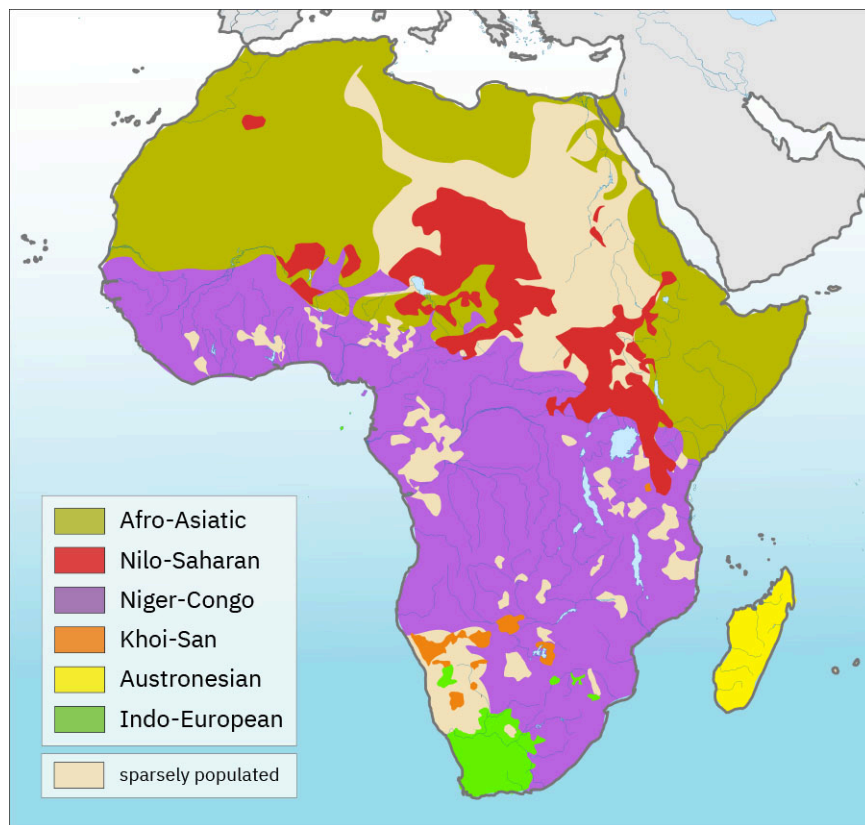 Afro-Asiatic
Nilo-Saharan
Niger-Congo
Khoi-San
Austronesian
Indo-European
sparsely populated